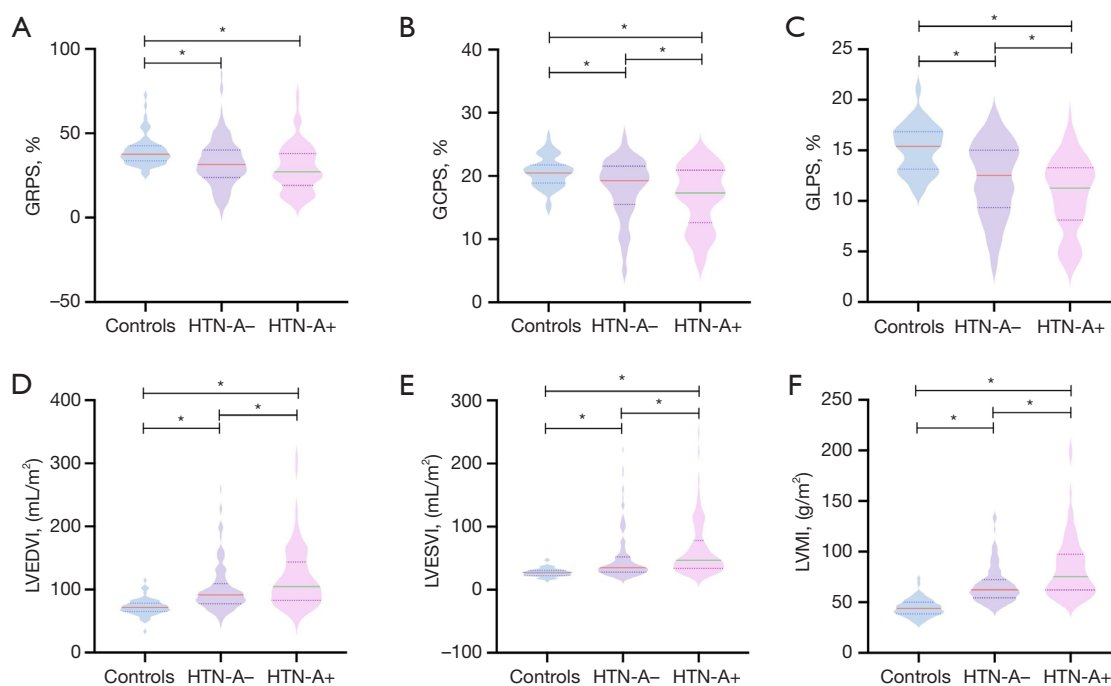 A
GRPS, %
100
50
0
–50
*
*
Controls HTN-A– HTN-A+
B
GCPS, %
40
30
20
10
0
*
*
*
Controls HTN-A– HTN-A+
C
GLPS, %
25
20
15
10
5
0
*
*
*
Controls HTN-A– HTN-A+
D
LVEDVI, (mL/m²)
400
300
200
100
0
*
*
*
Controls HTN-A– HTN-A+
E
LVESVI, (mL/m²)
300
200
100
0
–100
*
*
*
Controls HTN-A– HTN-A+
F
LVMI, (g/m²)
250
200
150
100
50
0
*
*
*
Controls HTN-A– HTN-A+